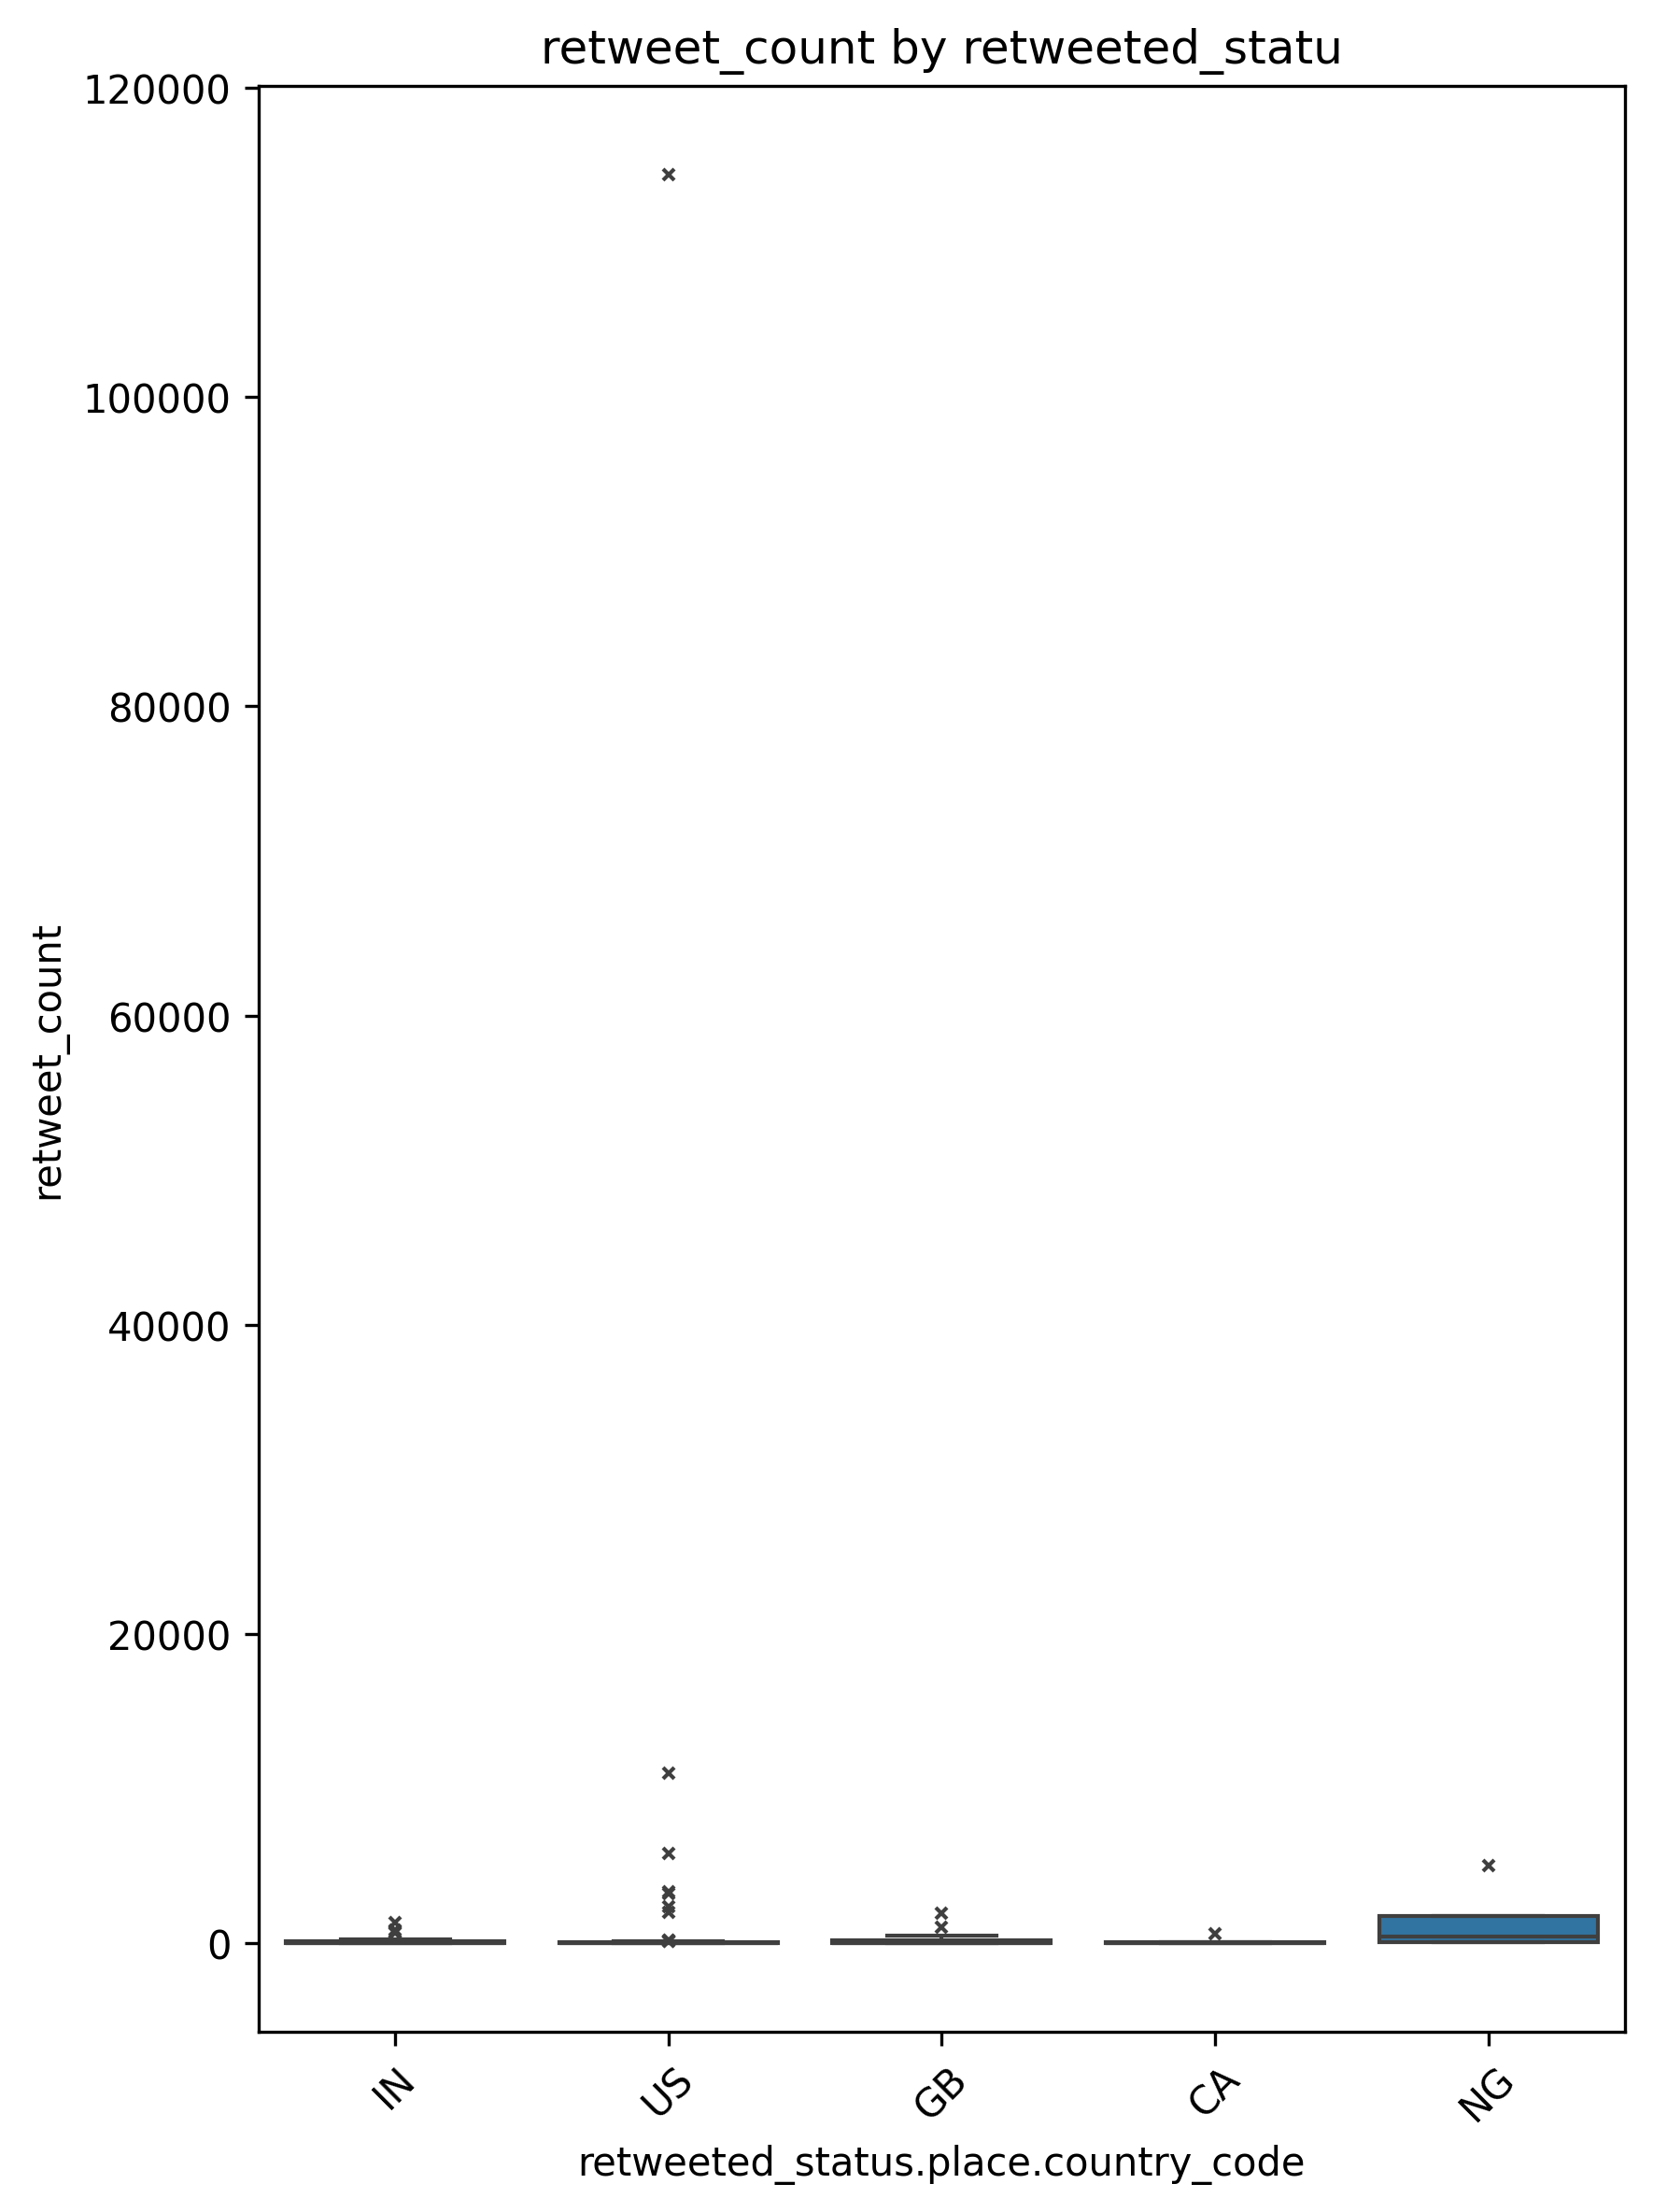 retweet_count by retweeted_statu
120000
100000
80000
60000
40000
20000
0
retweet_count
IN
US
GB
CA
NG
retweeted_status.place.country_code